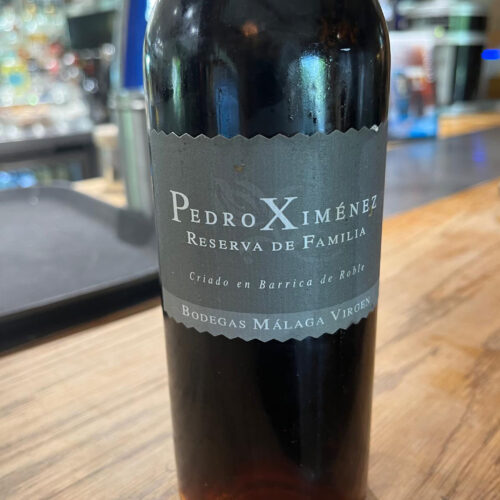 PEDRO XIMÉNEZ
RESERVA DE FAMILIA
Criado en Barrica de Roble
BODEGAS MÁLAGA VIRGEN